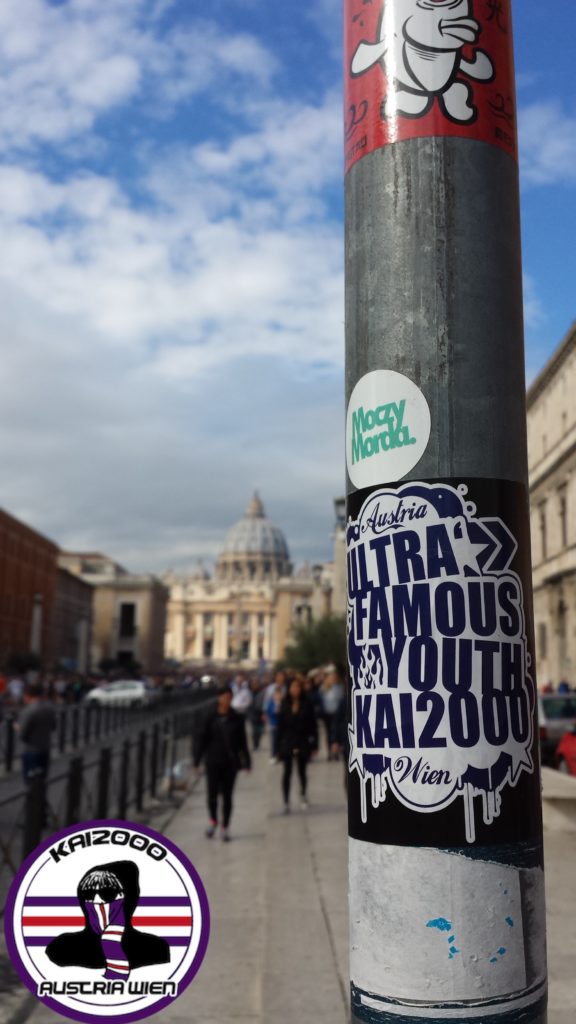 Moczy
Morda.
Austria
ULTRA
FAMOUS
YOUTH
KAI2000
Wien
KAI2000
AUSTRIA WIEN